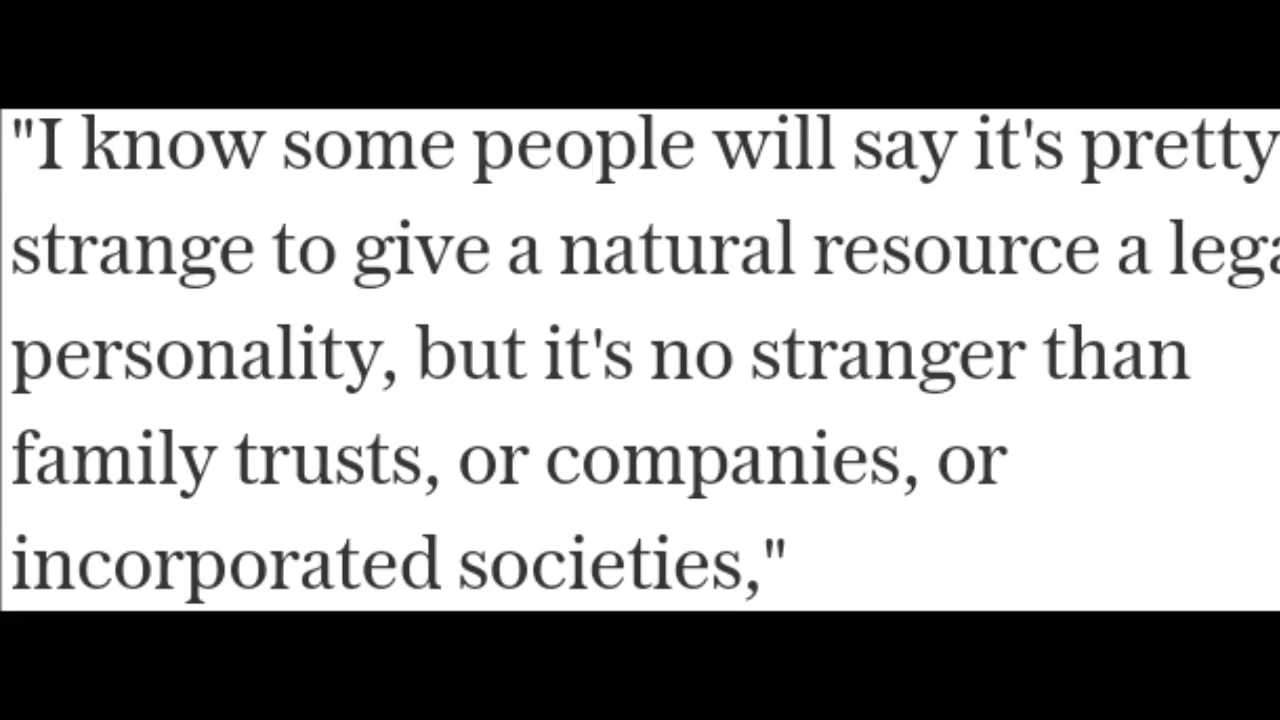 "I know some people will say it's pretty
strange to give a natural resource a lega
personality, but it's no stranger than
family trusts, or companies, or
incorporated societies,"